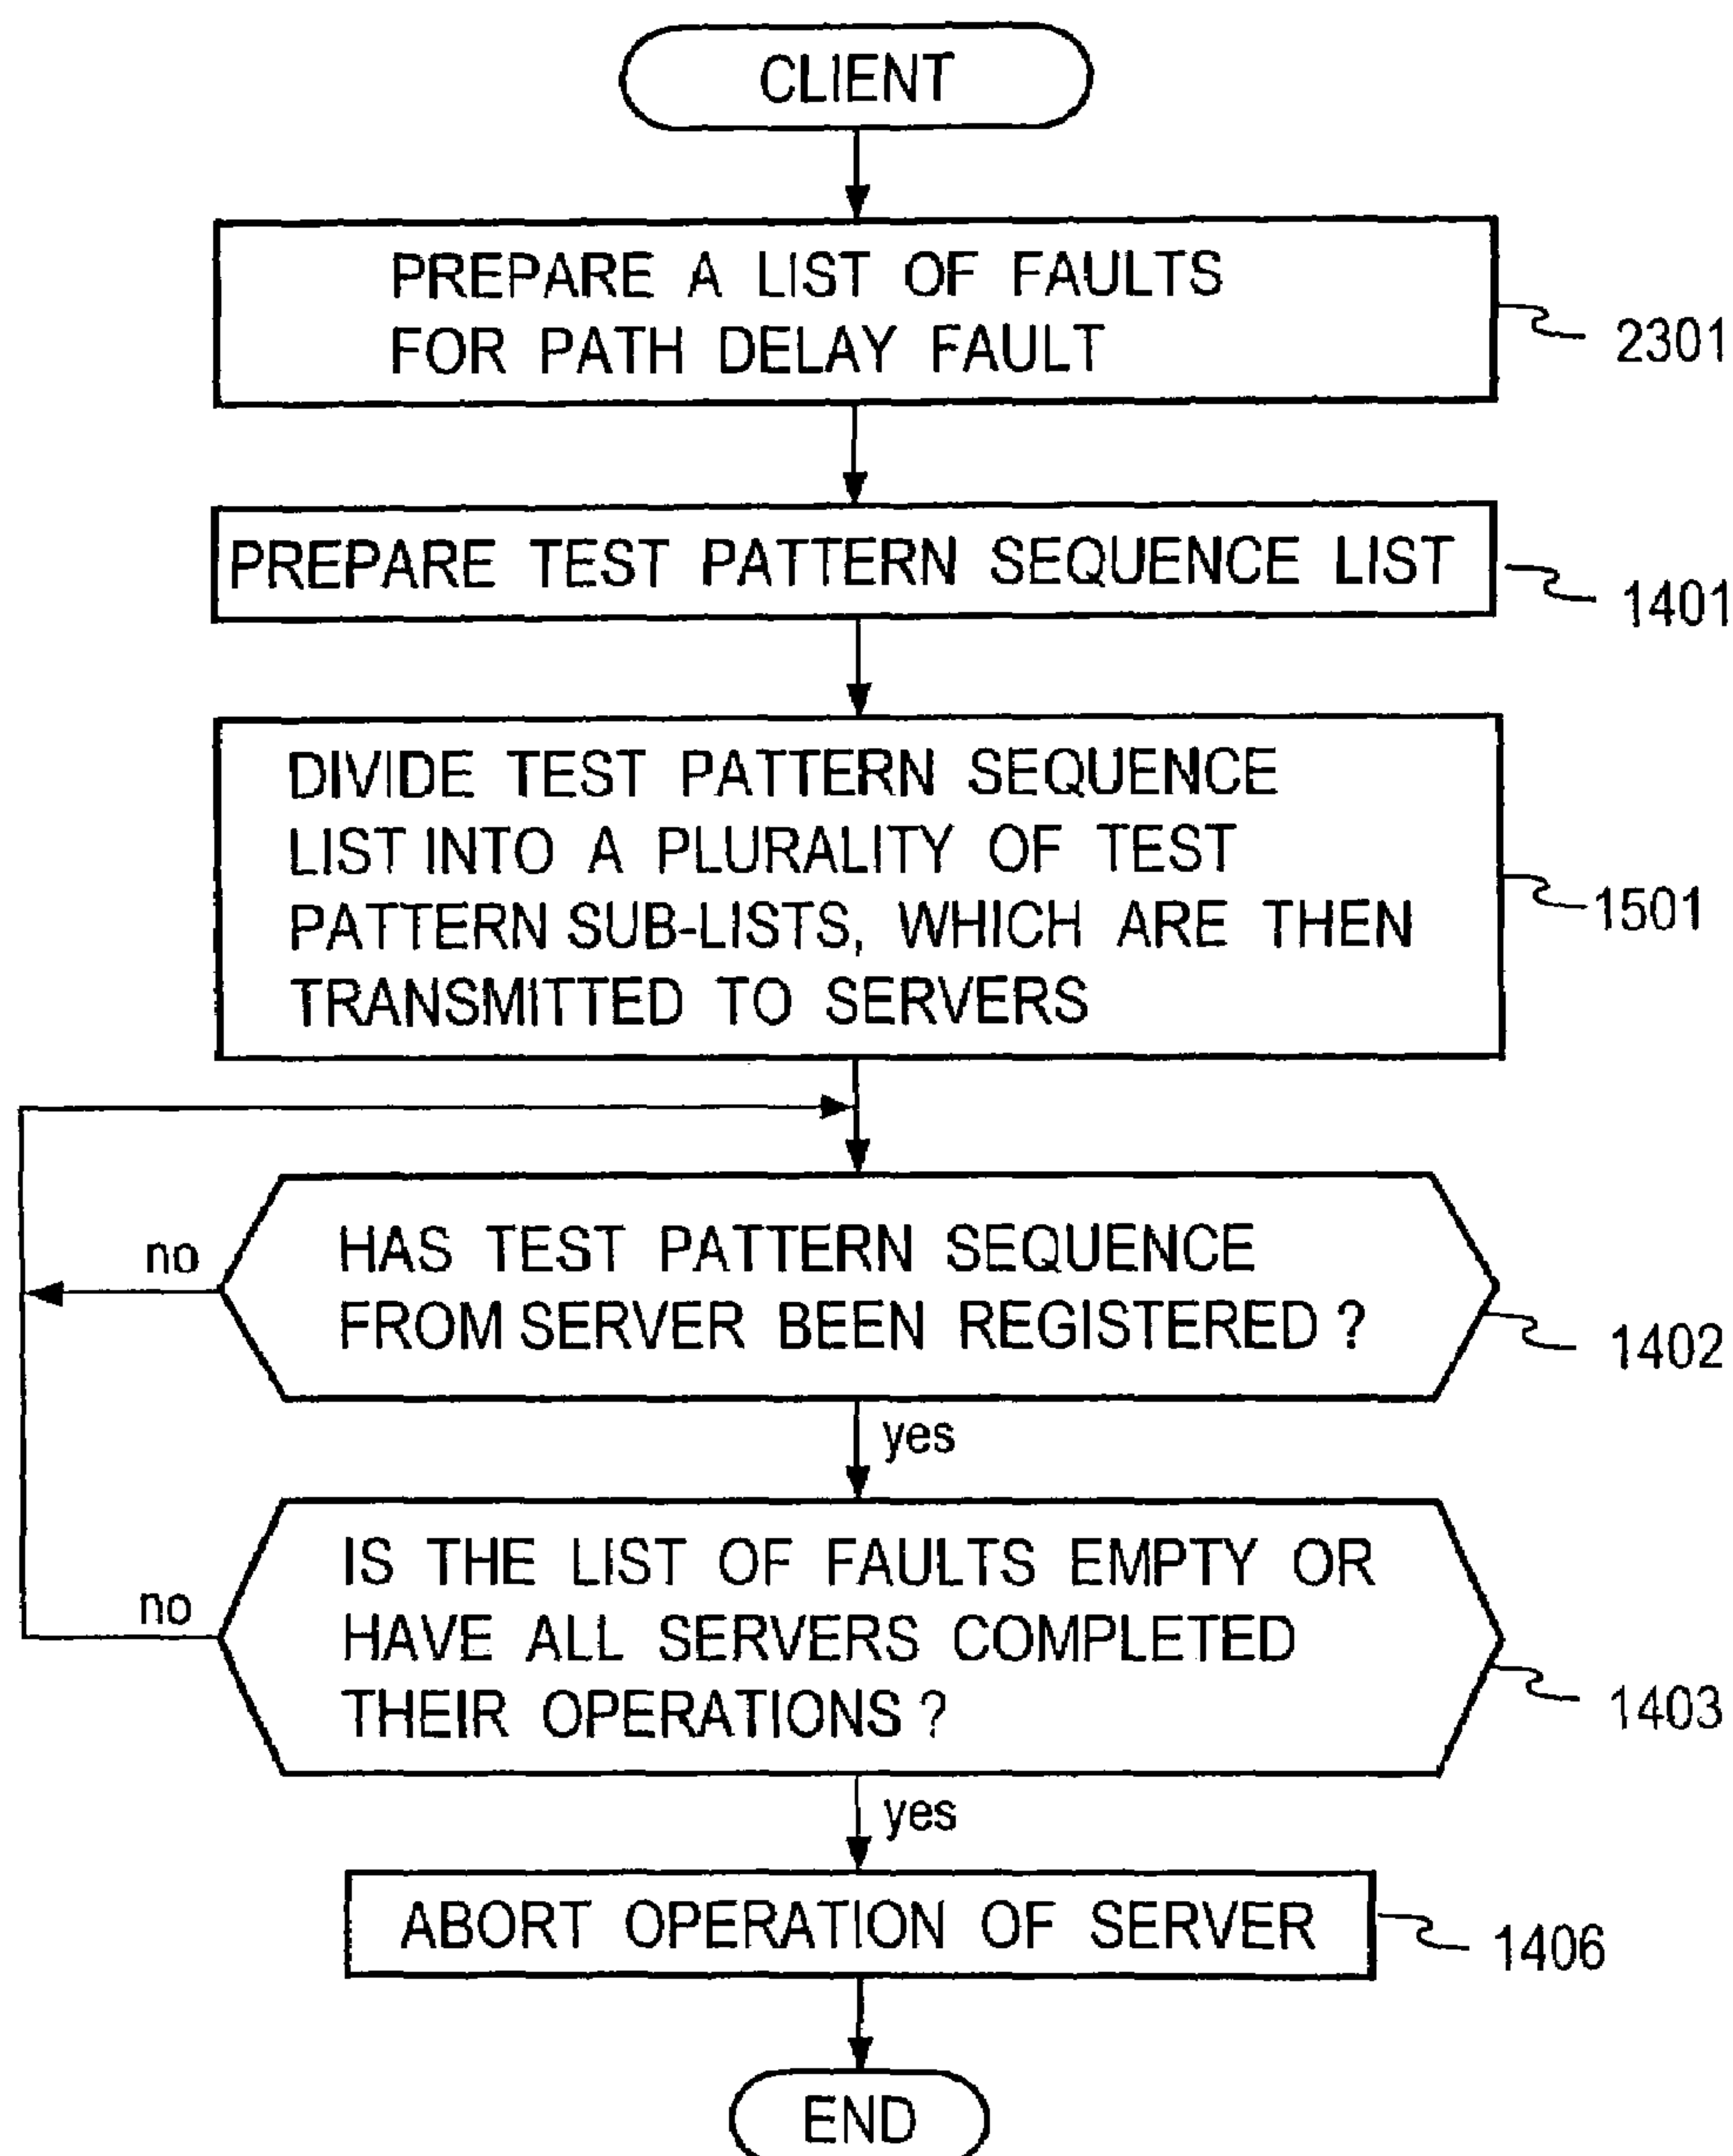 CLIENT
PREPARE A LIST OF FAULTS
FOR PATH DELAY FAULT
2301
PREPARE TEST PATTERN SEQUENCE LIST
1401
DIVIDE TEST PATTERN SEQUENCE
LIST INTO A PLURALITY OF TEST
PATTERN SUB-LISTS, WHICH ARE THEN
TRANSMITTED TO SERVERS
1501
no
HAS TEST PATTERN SEQUENCE
FROM SERVER BEEN REGISTERED ?
1402
yes
no
IS THE LIST OF FAULTS EMPTY OR
HAVE ALL SERVERS COMPLETED
THEIR OPERATIONS ?
1403
yes
ABORT OPERATION OF SERVER
1406
END